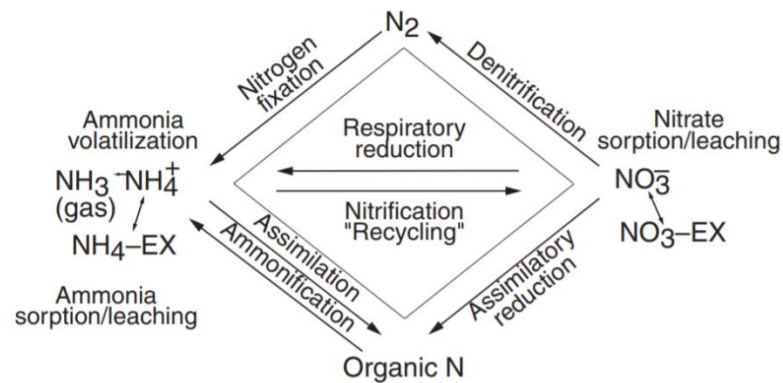 N₂
Nitrogen
fixation
Denitrification
Ammonia
volatilization
Respiratory
reduction
Nitrate
sorption/leaching
NH₃ NH₄⁺
(gas)
NO₃⁻
Nitrification
"Recycling"
NH₄–EX
NO₃–EX
Assimilation
Ammonification
Assimilatory
reduction
Ammonia
sorption/leaching
Organic N